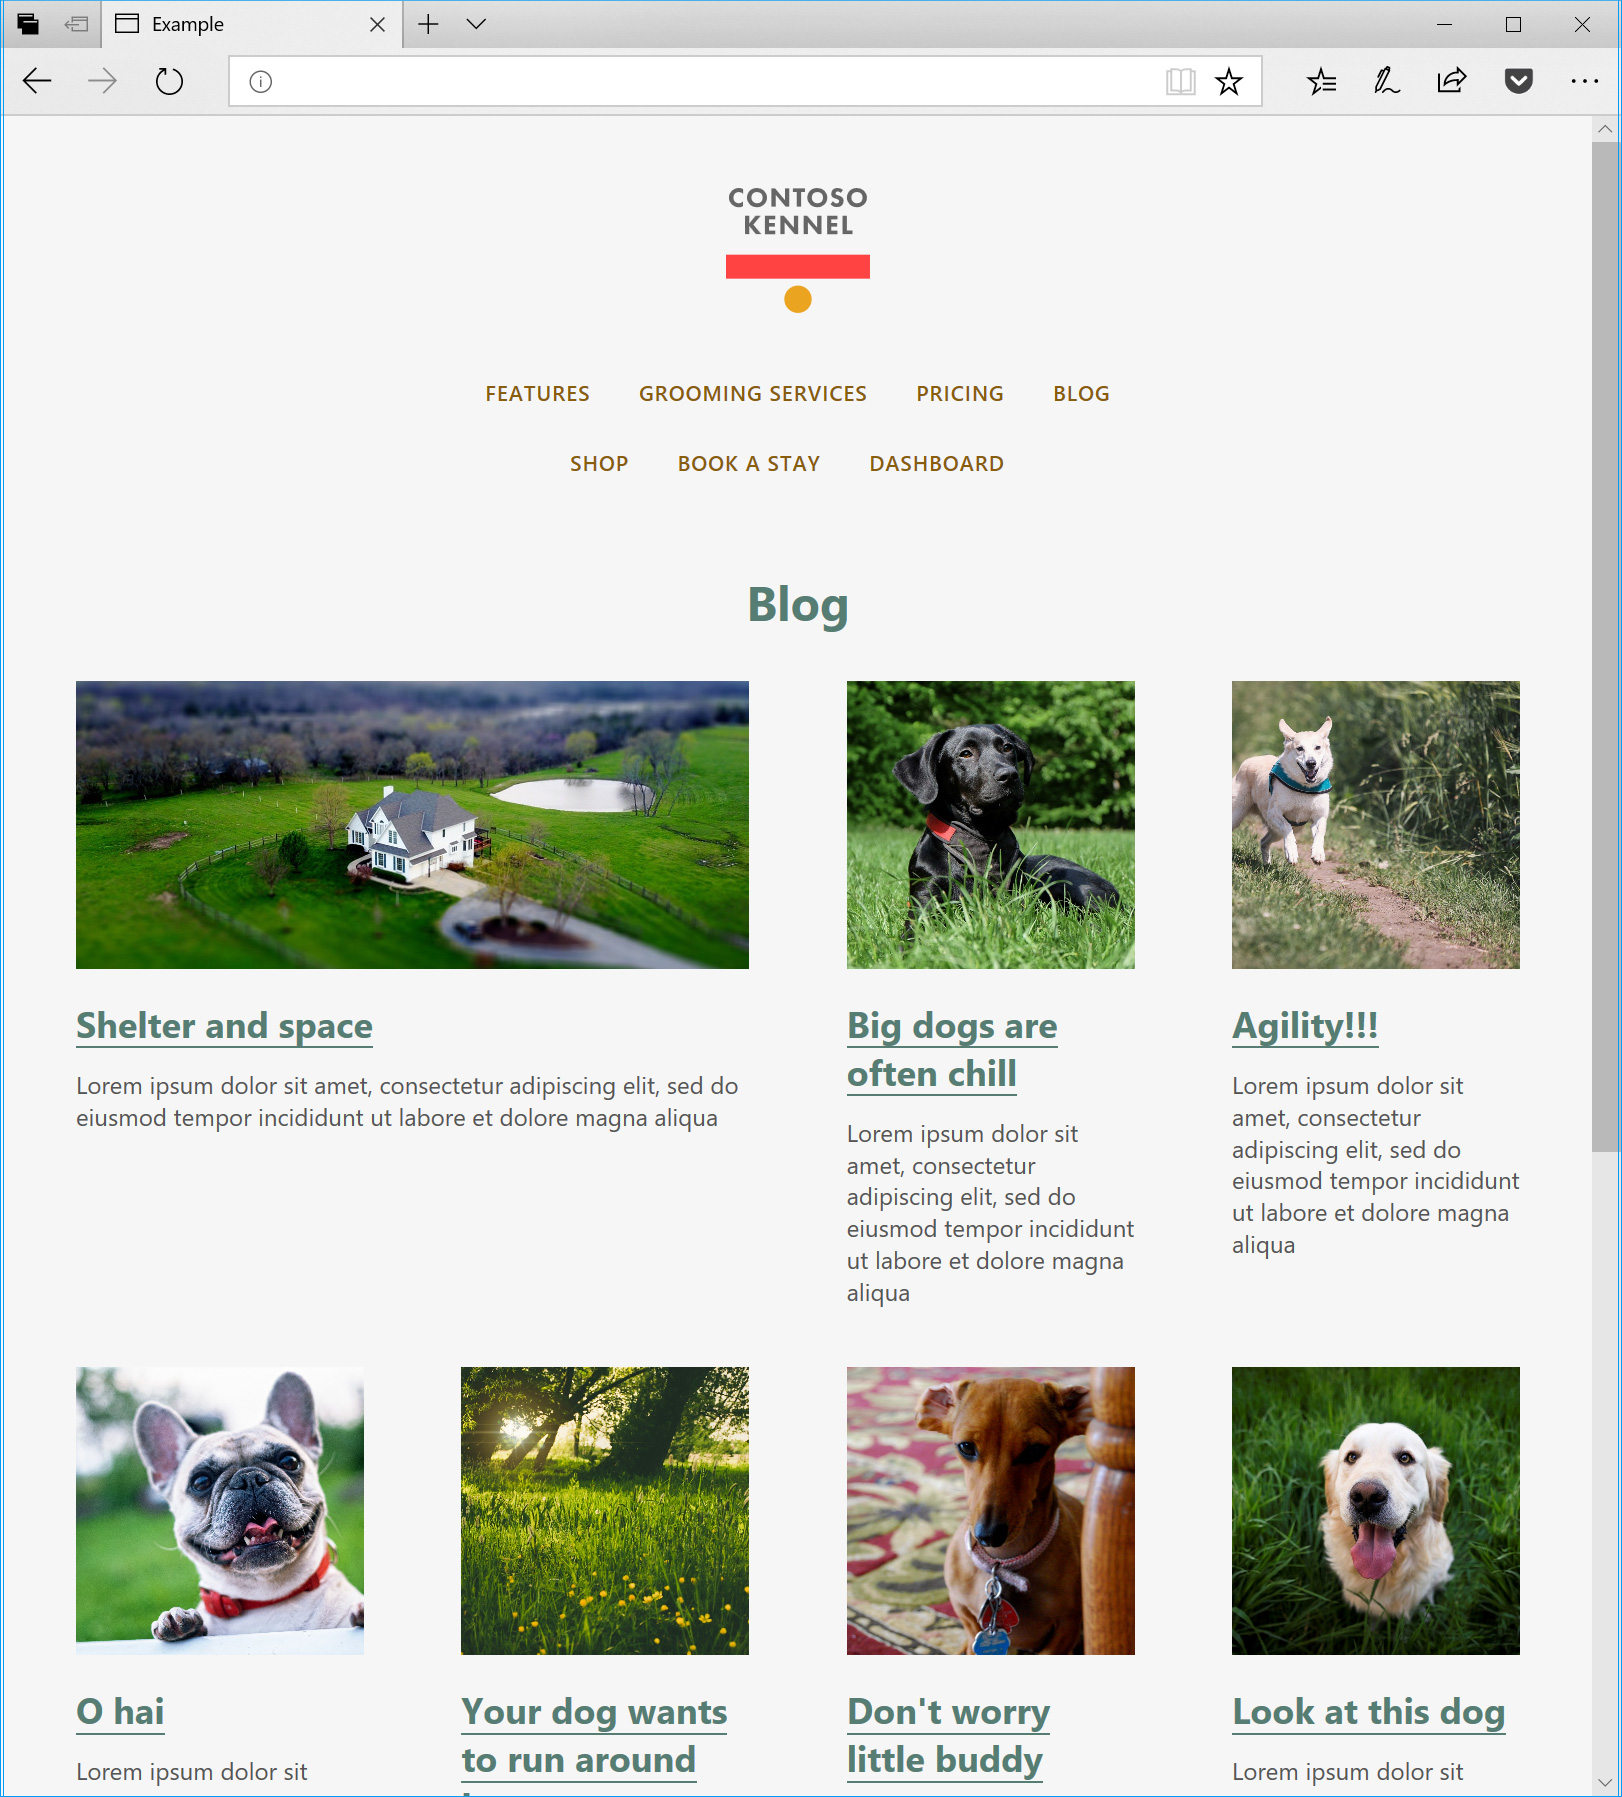 Example
CONTOSO
KENNEL
FEATURES GROOMING SERVICES PRICING BLOG
SHOP BOOK A STAY DASHBOARD
Blog
Shelter and space
Lorem ipsum dolor sit amet, consectetur adipiscing elit, sed do
eiusmod tempor incididunt ut labore et dolore magna aliqua
Big dogs are
often chill
Lorem ipsum dolor sit
amet, consectetur
adipiscing elit, sed do
eiusmod tempor incididunt
ut labore et dolore magna
aliqua
Agility!!!
Lorem ipsum dolor sit
amet, consectetur
adipiscing elit, sed do
eiusmod tempor incididunt
ut labore et dolore magna
aliqua
O hai
Lorem ipsum dolor sit
Your dog wants
to run around
Don't worry
little buddy
Look at this dog
Lorem ipsum dolor sit